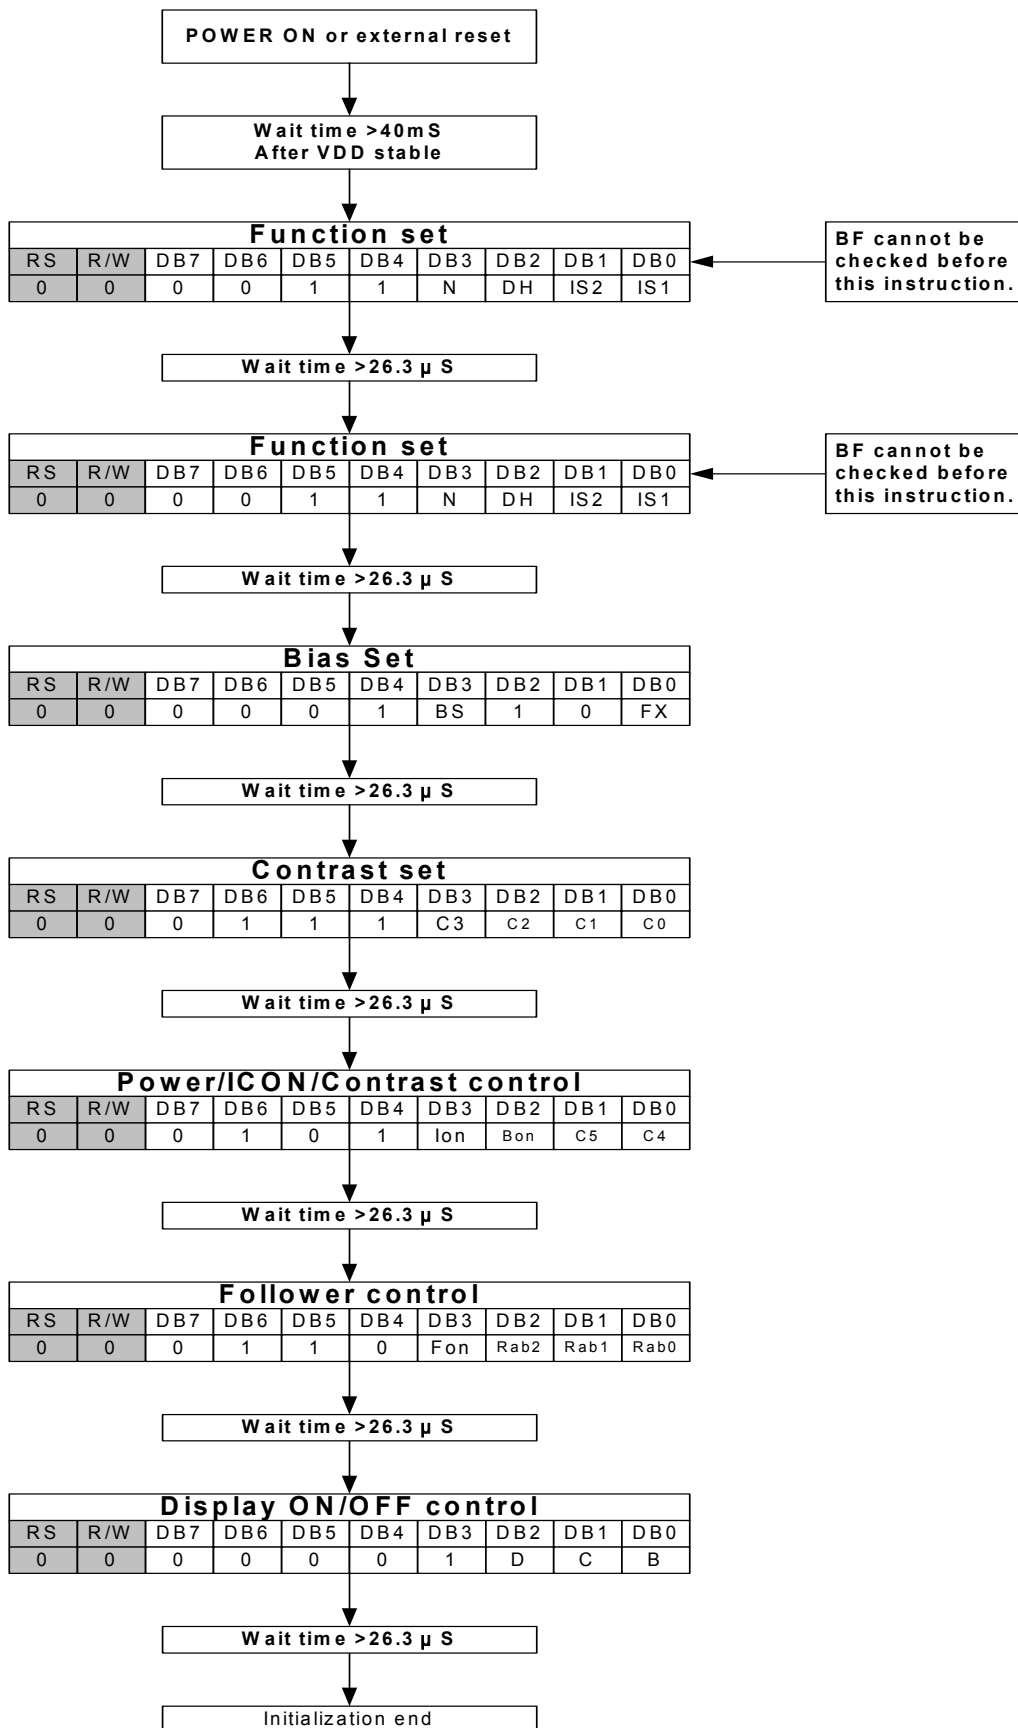 POWER ON or external reset
Wait time >40mS
After VDD stable
Function set
RS R/W DB7 DB6 DB5 DB4 DB3 DB2 DB1 DB0
0 0 0 0 1 1 N DH IS2 IS1
BF cannot be
checked before
this instruction.
Wait time >26.3 μS
Function set
RS R/W DB7 DB6 DB5 DB4 DB3 DB2 DB1 DB0
0 0 0 0 1 1 N DH IS2 IS1
BF cannot be
checked before
this instruction.
Wait time >26.3 μS
Bias Set
RS R/W DB7 DB6 DB5 DB4 DB3 DB2 DB1 DB0
0 0 0 0 0 1 BS 1 0 FX
Wait time >26.3 μS
Contrast set
RS R/W DB7 DB6 DB5 DB4 DB3 DB2 DB1 DB0
0 0 0 1 1 1 C3 C2 C1 C0
Wait time >26.3 μS
Power/ICON/Contrast control
RS R/W DB7 DB6 DB5 DB4 DB3 DB2 DB1 DB0
0 0 0 1 0 1 Ion Bon C5 C4
Wait time >26.3 μS
Follower control
RS R/W DB7 DB6 DB5 DB4 DB3 DB2 DB1 DB0
0 0 0 1 1 0 Fon Rab2 Rab1 Rab0
Wait time >26.3 μS
Display ON/OFF control
RS R/W DB7 DB6 DB5 DB4 DB3 DB2 DB1 DB0
0 0 0 0 0 0 1 D C B
Wait time >26.3 μS
Initialization end